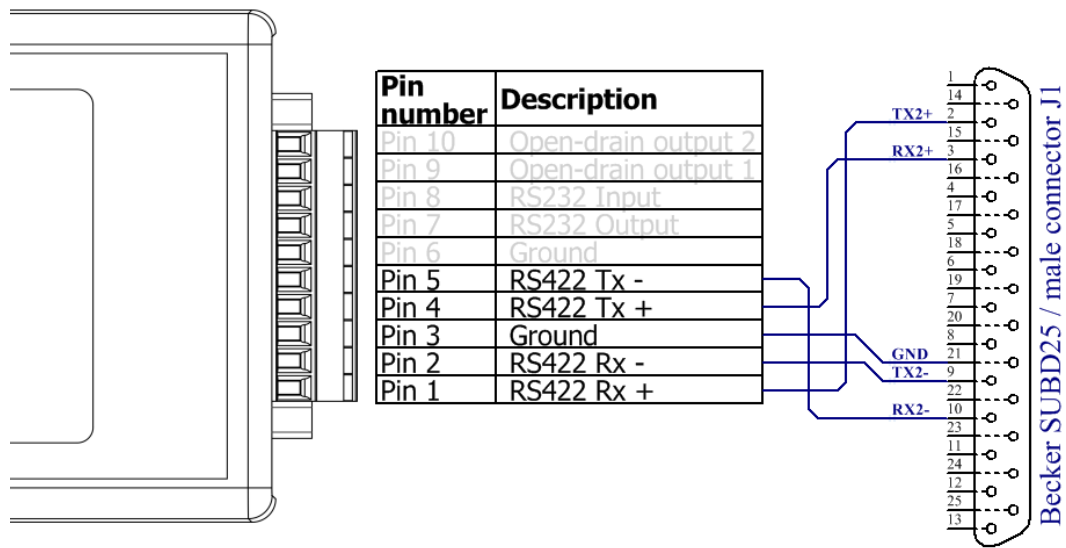 Pin number Description
Pin 10 Open-drain output 2
Pin 9 Open-drain output 1
Pin 8 RS232 Input
Pin 7 RS232 Output
Pin 6 Ground
Pin 5 RS422 Tx -
Pin 4 RS422 Tx +
Pin 3 Ground
Pin 2 RS422 Rx -
Pin 1 RS422 Rx +
1
14
TX2+ 2
15
RX2+ 3
16
4
17
5
18
6
19
7
20
8
GND 21
TX2- 9
22
RX2- 10
23
11
24
12
25
13
Becker SUBD25 / male connector J1